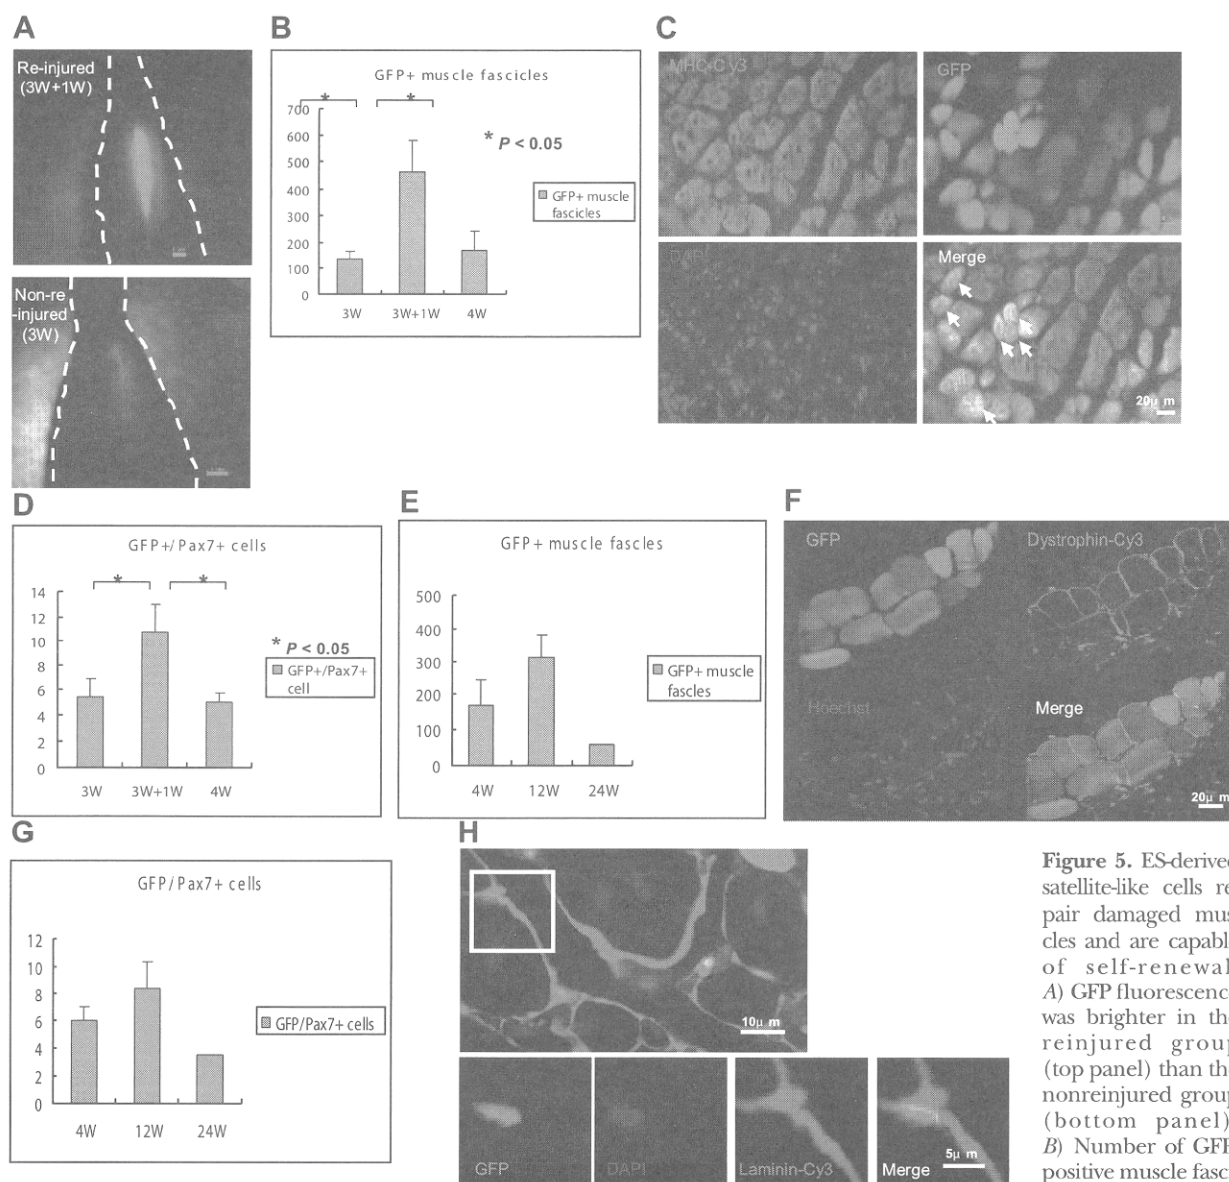 A
Re-injured
(3W+1W)
Non-re
-injured
(3W)
B
GFP+ muscle fascicles
*
*
700
600
500
400
300
200
100
0
* P < 0.05
GFP+ muscle
fascicles
3W
3W+1W
4W
C
MHC-Cy3
GFP
Merge
20μ m
D
GFP+/Pax7+ cells
*
*
14
12
10
8
6
4
2
0
* P < 0.05
GFP+/Pax7+
cell
3W
3W+1W
4W
E
GFP+ muscle fascles
500
400
300
200
100
0
GFP+ muscle
fascles
4W
12W
24W
F
GFP
Dystrophin-Cy3
Hoechst
Merge
20μ m
G
GFP/Pax7+ cells
12
10
8
6
4
2
0
GFP/Pax7+ cells
4W
12W
24W
H
10μ m
GFP
DAPI
Laminin-Cy3
Merge
5μ m
Figure 5. ES-derived
satellite-like cells re
pair damaged mus
cles and are capabl
of self-renewal
A) GFP fluorescence
was brighter in the
reinjured group
(top panel) than the
nonreinjured group
(bottom panel)
B) Number of GFP
positive muscle fasci